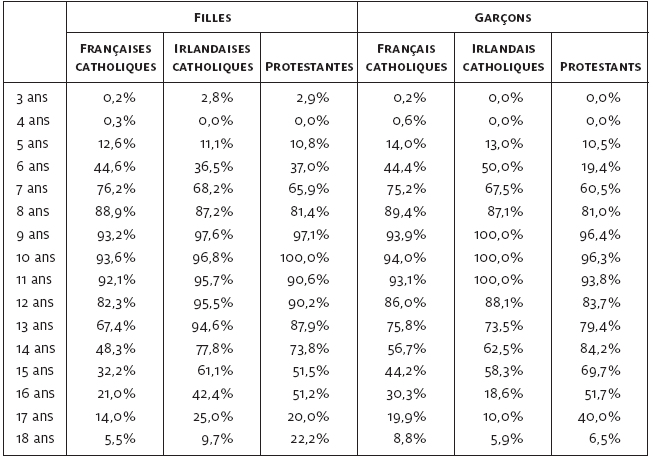 FILLES GARÇONS
FRANÇAISES IRLANDAISES FRANÇAIS IRLANDAIS
CATHOLIQUES CATHOLIQUES PROTESTANTES CATHOLIQUES CATHOLIQUES PROTESTANTS
3 ans 0,2% 2,8% 2,9% 0,2% 0,0% 0,0%
4 ans 0,3% 0,0% 0,0% 0,6% 0,0% 0,0%
5 ans 12,6% 11,1% 10,8% 14,0% 13,0% 10,5%
6 ans 44,6% 36,5% 37,0% 44,4% 50,0% 19,4%
7 ans 76,2% 68,2% 65,9% 75,2% 67,5% 60,5%
8 ans 88,9% 87,2% 81,4% 89,4% 87,1% 81,0%
9 ans 93,2% 97,6% 97,1% 93,9% 100,0% 96,4%
10 ans 93,6% 96,8% 100,0% 94,0% 100,0% 96,3%
11 ans 92,1% 95,7% 90,6% 93,1% 100,0% 93,8%
12 ans 82,3% 95,5% 90,2% 86,0% 88,1% 83,7%
13 ans 67,4% 94,6% 87,9% 75,8% 73,5% 79,4%
14 ans 48,3% 77,8% 73,8% 56,7% 62,5% 84,2%
15 ans 32,2% 61,1% 51,5% 44,2% 58,3% 69,7%
16 ans 21,0% 42,4% 51,2% 30,3% 18,6% 51,7%
17 ans 14,0% 25,0% 20,0% 19,9% 10,0% 40,0%
18 ans 5,5% 9,7% 22,2% 8,8% 5,9% 6,5%